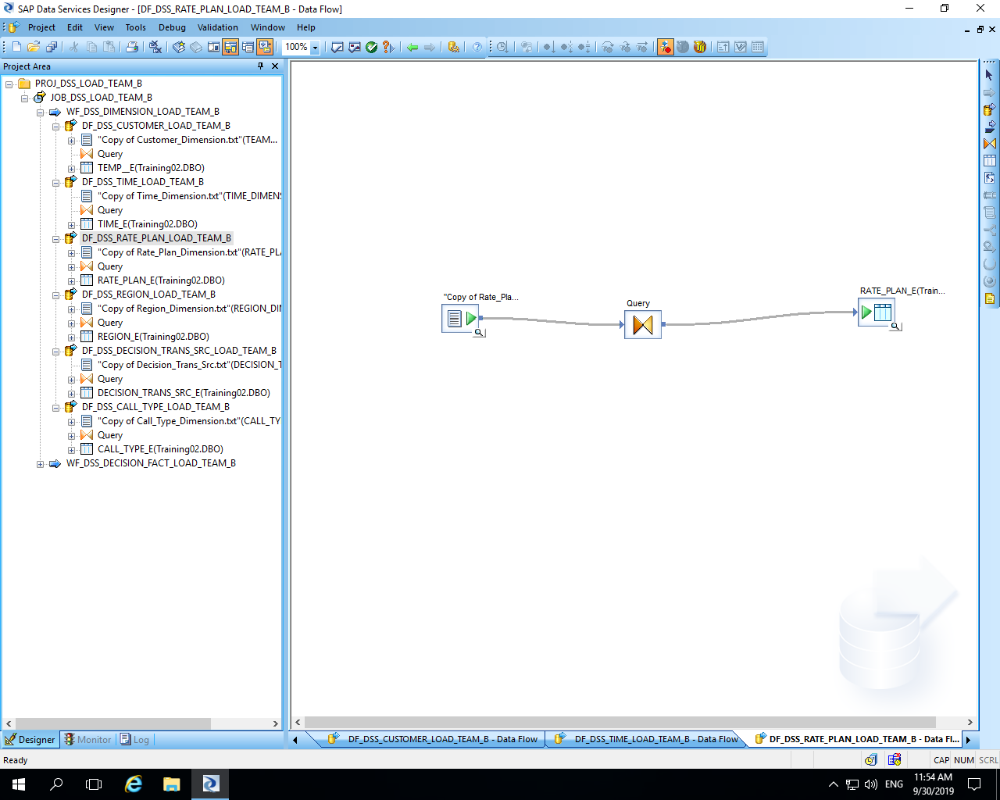 SAP Data Services Designer - [DF_DSS_RATE_PLAN_LOAD_TEAM_B - Data Flow]
Project Edit View Tools Debug Validation Window Help
100%
Project Area
PROJ_DSS_LOAD_TEAM_B
JOB_DSS_LOAD_TEAM_B
WF_DSS_DIMENSION_LOAD_TEAM_B
DF_DSS_CUSTOMER_LOAD_TEAM_B
"Copy of Customer_Dimension.txt"(TEAM...
Query
TEMP__E(Training02.DBO)
DF_DSS_TIME_LOAD_TEAM_B
"Copy of Time_Dimension.txt"(TIME_DIMENS
Query
TIME_E(Training02.DBO)
DF_DSS_RATE_PLAN_LOAD_TEAM_B
"Copy of Rate_Plan_Dimension.txt"(RATE_PL
Query
RATE_PLAN_E(Training02.DBO)
DF_DSS_REGION_LOAD_TEAM_B
"Copy of Region_Dimension.txt"(REGION_DI
Query
REGION_E(Training02.DBO)
DF_DSS_DECISION_TRANS_SRC_LOAD_TEAM_B
"Copy of Decision_Trans_Src.txt"(DECISION_T
Query
DECISION_TRANS_SRC_E(Training02.DBO)
DF_DSS_CALL_TYPE_LOAD_TEAM_B
"Copy of Call_Type_Dimension.txt"(CALL_TY
Query
CALL_TYPE_E(Training02.DBO)
WF_DSS_DECISION_FACT_LOAD_TEAM_B
"Copy of Rate_Pla...
Query
RATE_PLAN_E(Train...
Designer Monitor Log
DF_DSS_CUSTOMER_LOAD_TEAM_B - Data Flow DF_DSS_TIME_LOAD_TEAM_B - Data Flow DF_DSS_RATE_PLAN_LOAD_TEAM_B - Data Fl...
Ready CAP NUM SCRL
ENG 11:54 AM
9/30/2019